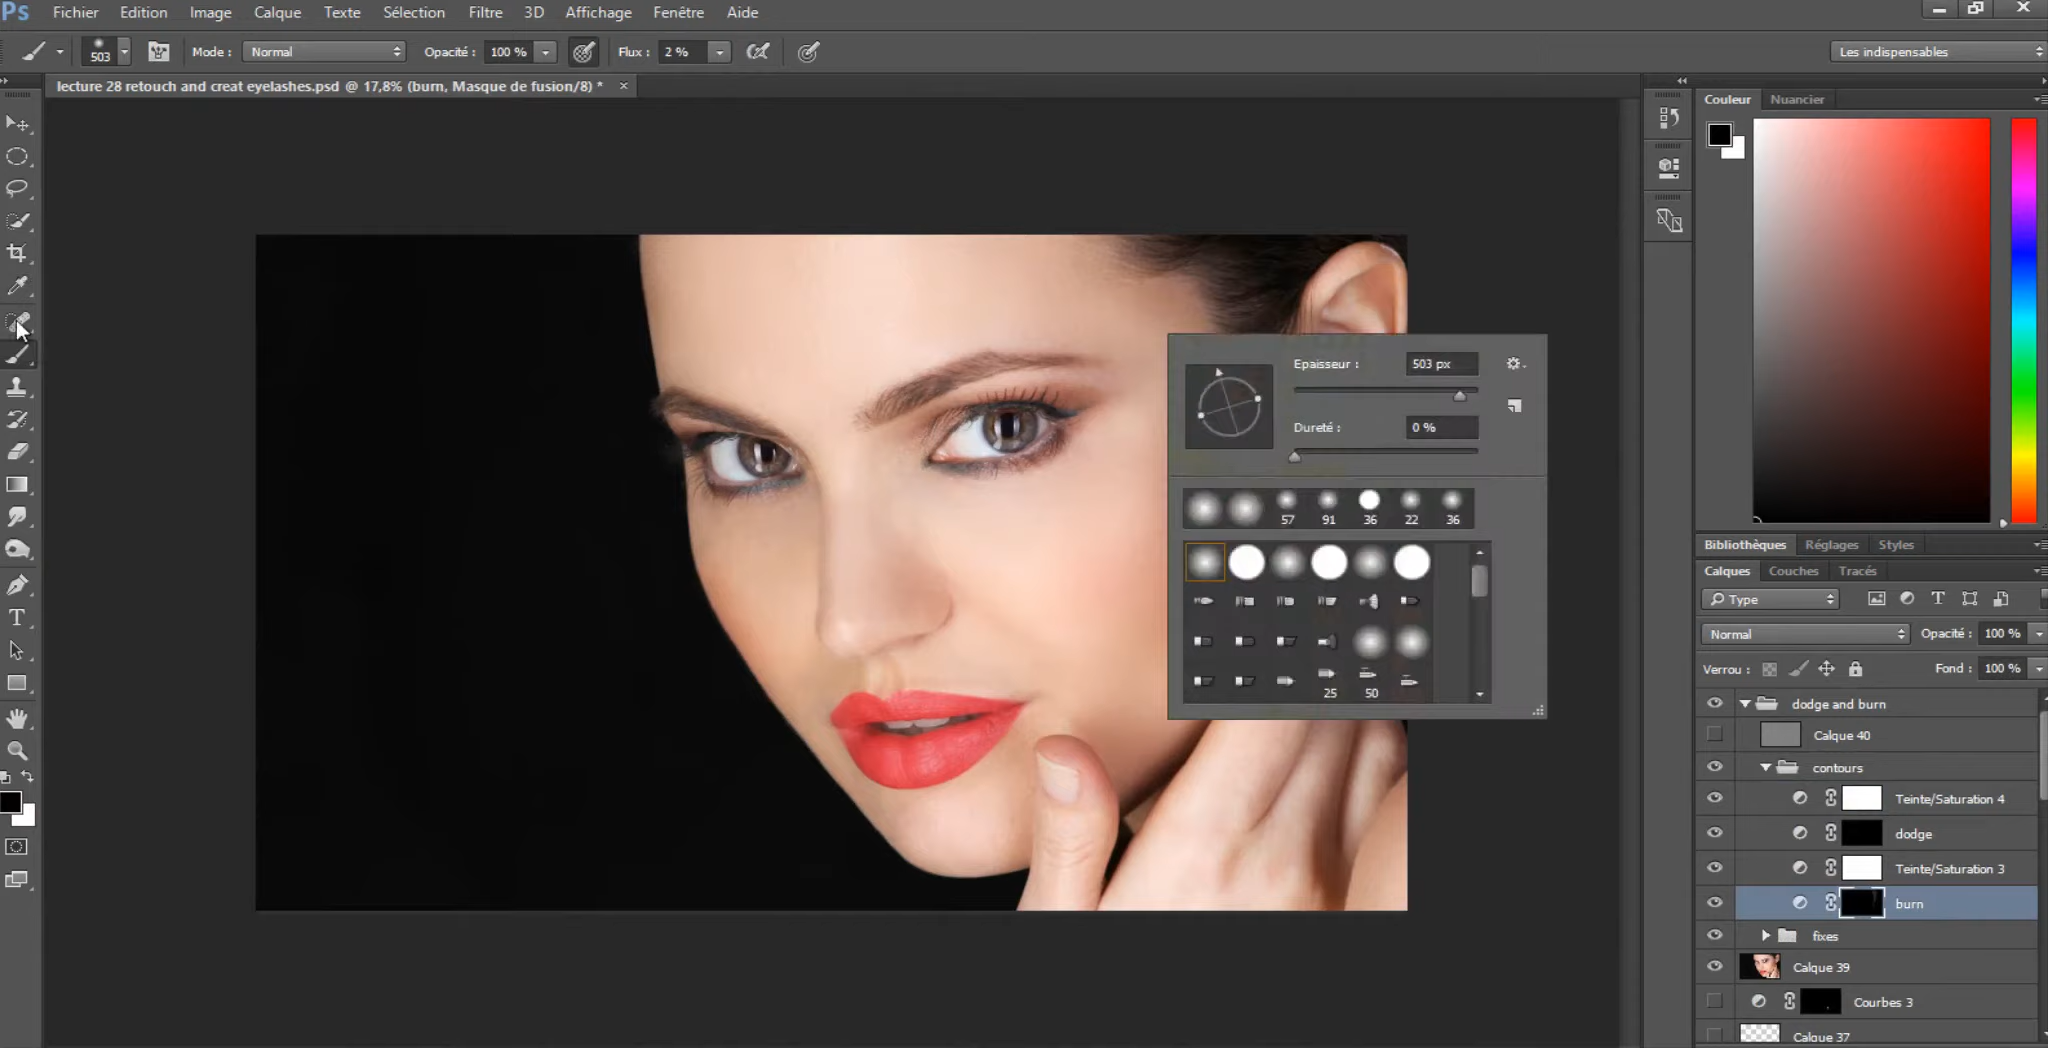 Ps Fichier Edition Image Calque Texte Sélection Filtre 3D Affichage Fenêtre Aide
503 Mode : Normal Opacité : 100 % Flux : 2 % Les indispensables
lecture 28 retouch and creat eyelashes.psd @ 17,8% (burn, Masque de fusion/8) * ×
Couleur Nuancier
Epaisseur : 503 px
Dureté : 0 %
57 91 36 22 36
25 50
T
Bibliothèques Réglages Styles
Calques Couches Tracés
Type T
Normal Opacité : 100 %
Verrou : Fond : 100 %
dodge and burn
Calque 40
contours
Teinte/Saturation 4
dodge
Teinte/Saturation 3
burn
fixes
Calque 39
Courbes 3
Calque 37